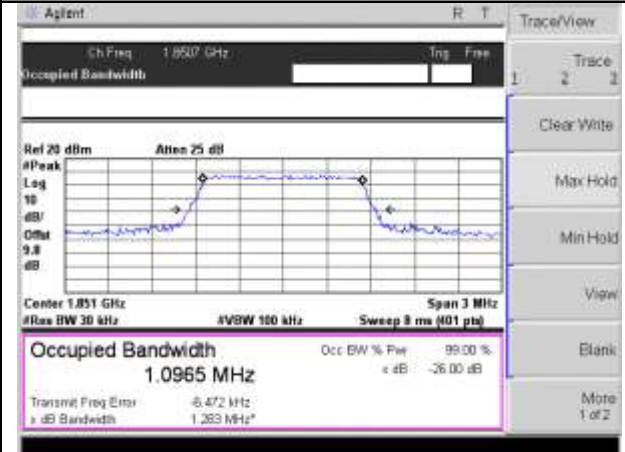 Agilent R T
Ch Freq 1.8507 GHz Trig Free
Occupied Bandwidth
Ref 20 dBm Atten 25 dB
#Peak
Log
10
dB/
Offst
9.8
dB
Center 1.851 GHz Span 3 MHz
#Res BW 30 kHz #VBW 100 kHz Sweep 8 ms (401 pts)
Occupied Bandwidth
1.0965 MHz
Occ BW % Pwr 99.00 %
x dB -26.00 dB
Transmit Freq Error -6.472 kHz
x dB Bandwidth 1.283 MHz*
Trace/View
Trace
1 2 3
Clear Write
Max Hold
Min Hold
View
Blank
More
1 of 2